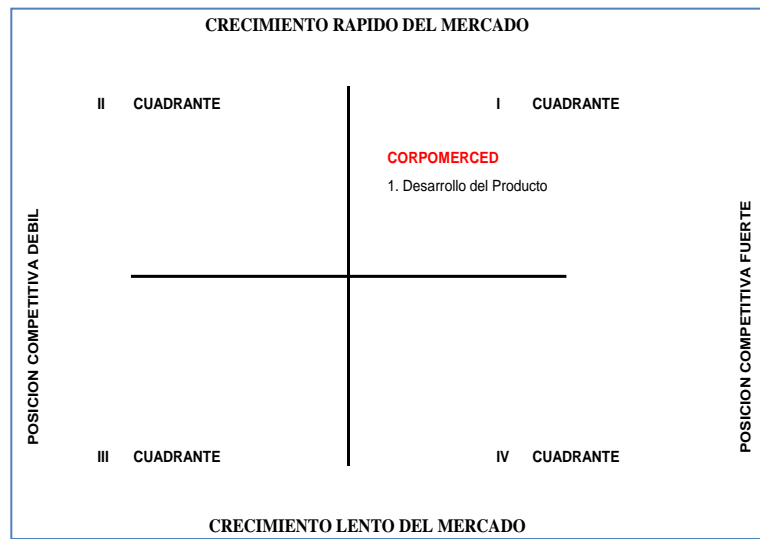 CRECIMIENTO RAPIDO DEL MERCADO
II CUADRANTE
I CUADRANTE
CORPOMERCED
1. Desarrollo del Producto
POSICION COMPETITIVA DEBIL
POSICION COMPETITIVA FUERTE
III CUADRANTE
IV CUADRANTE
CRECIMIENTO LENTO DEL MERCADO